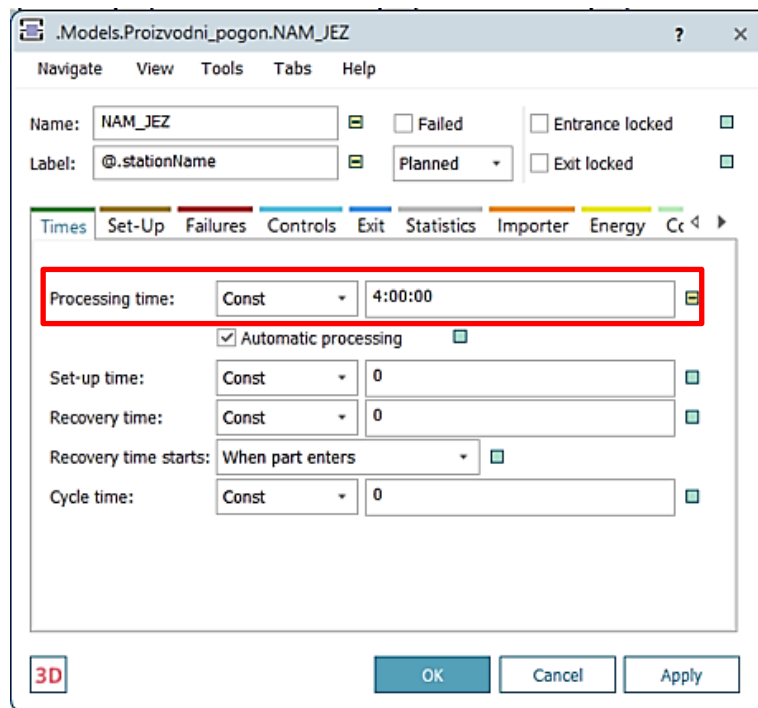 .Models.Proizvodni_pogon.NAM_JEZ ? ×
Navigate View Tools Tabs Help
Name: NAM_JEZ Failed Entrance locked
Label: @.stationName Planned Exit locked
Times Set-Up Failures Controls Exit Statistics Importer Energy
Processing time: Const 4:00:00
Automatic processing
Set-up time: Const 0
Recovery time: Const 0
Recovery time starts: When part enters
Cycle time: Const 0
3D OK Cancel Apply